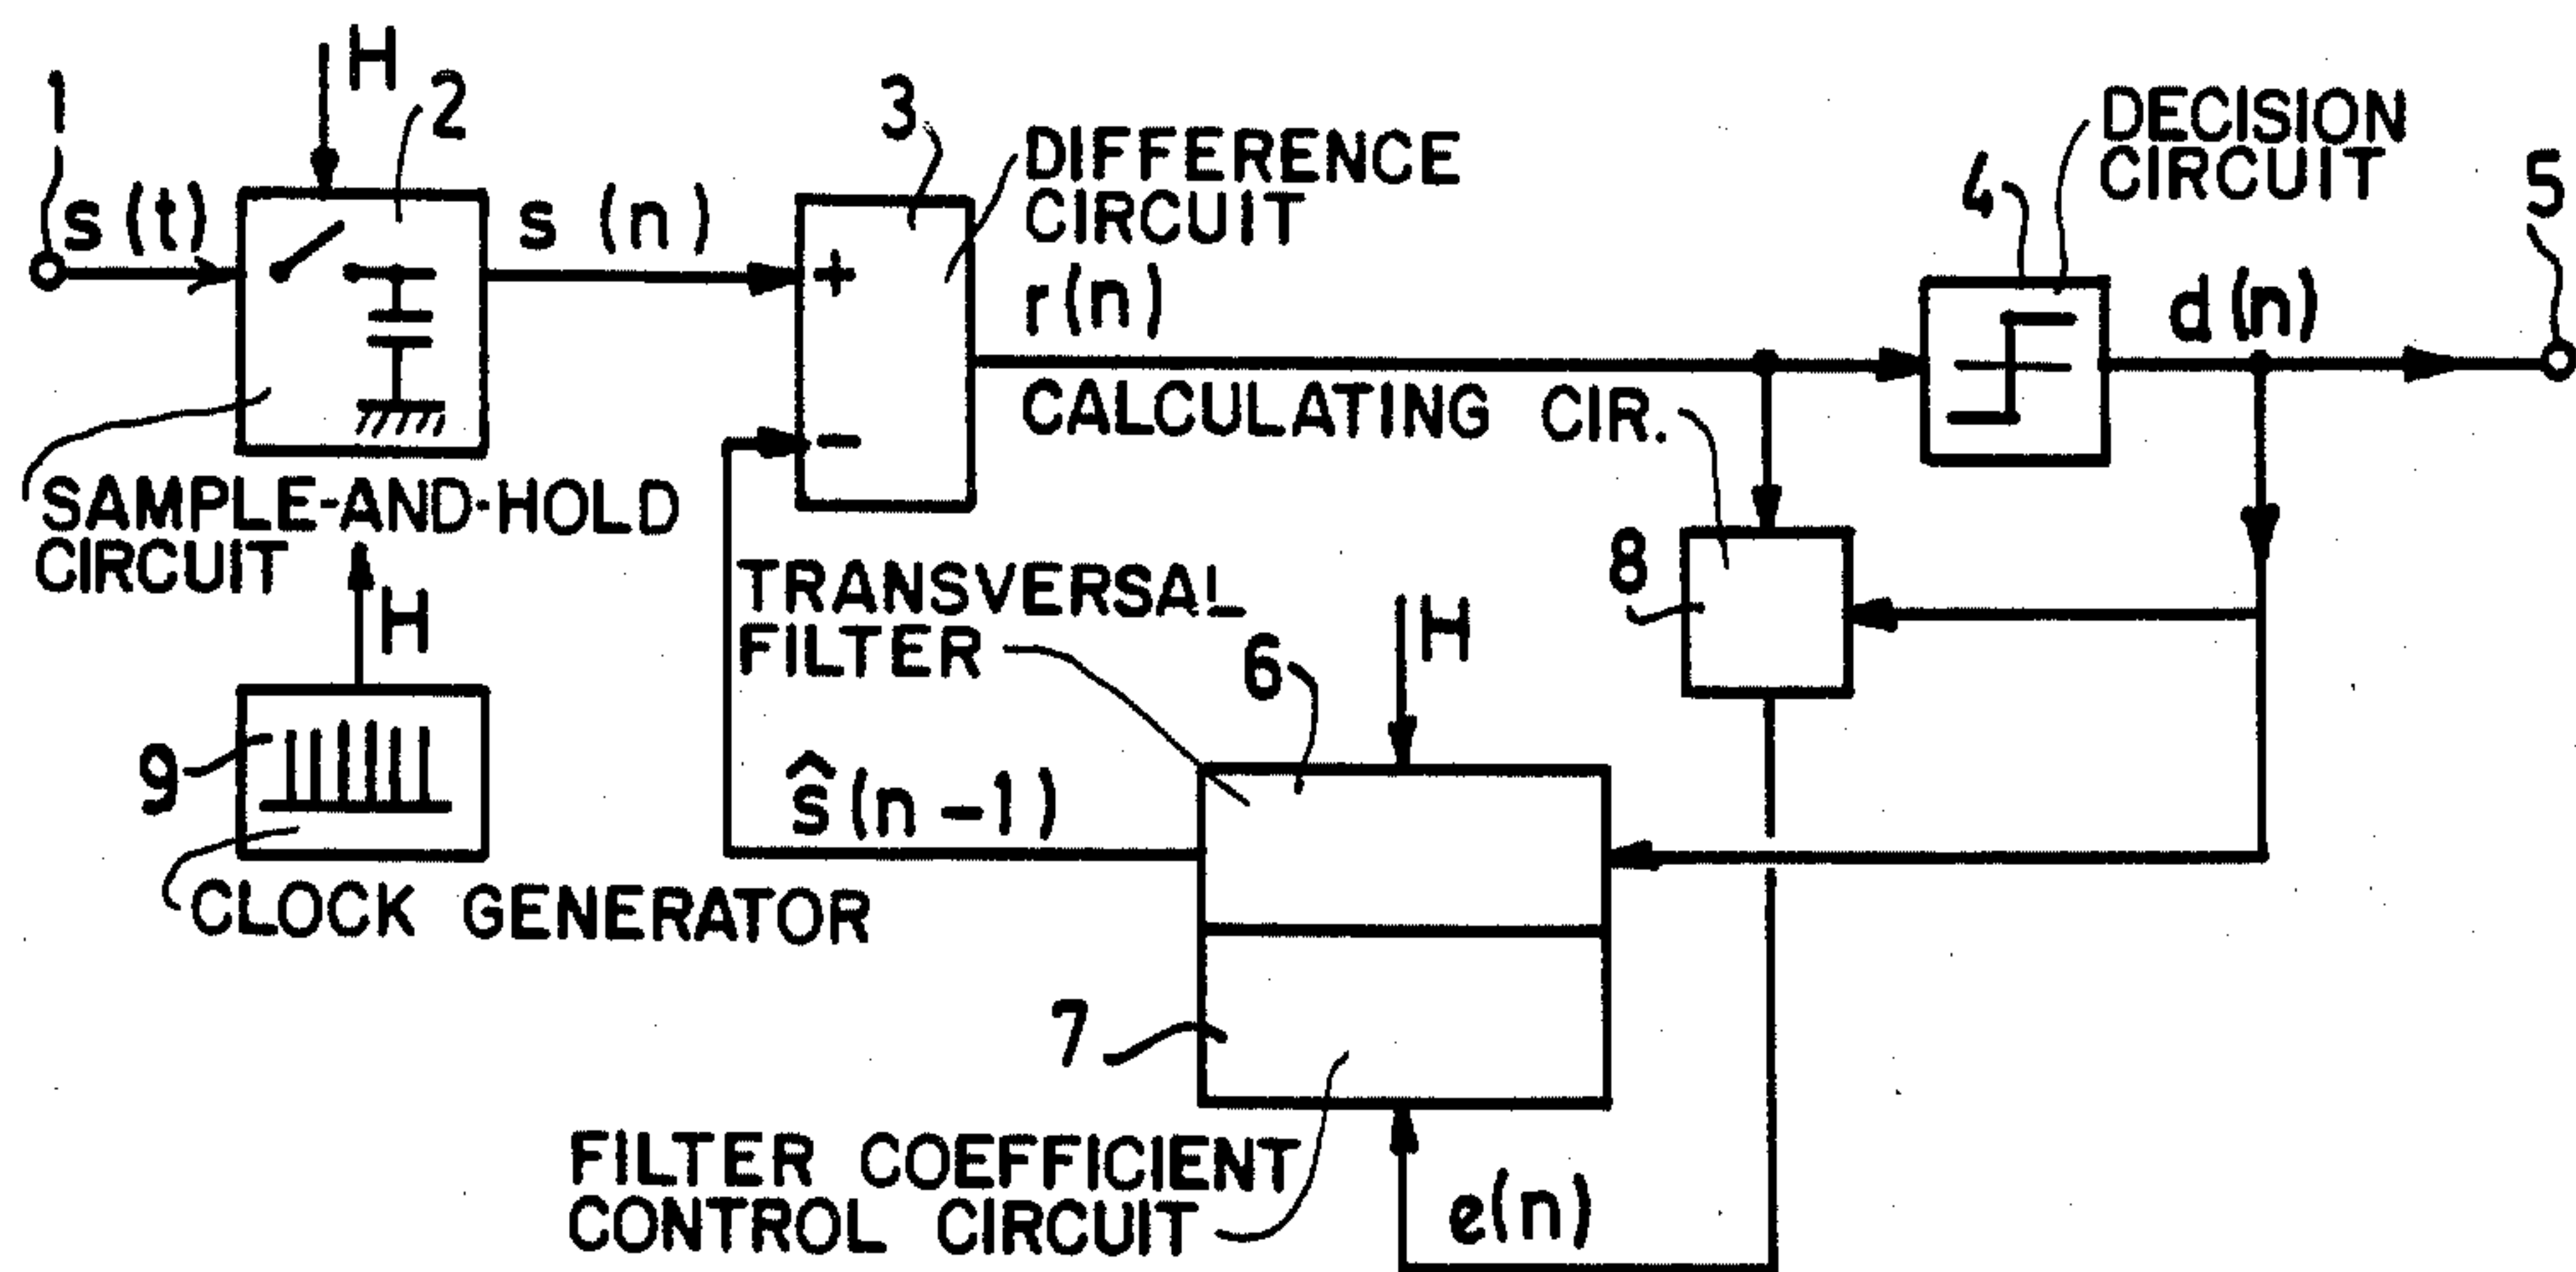 1
H
2
s(t)
s(n)
3
DIFFERENCE
CIRCUIT
r(n)
4
DECISION
CIRCUIT
d(n)
5
+
-
CALCULATING CIR.
SAMPLE-AND-HOLD
CIRCUIT
H
9
CLOCK GENERATOR
TRANSVERSAL
FILTER
6
H
8
ŝ(n-1)
7
FILTER COEFFICIENT
CONTROL CIRCUIT
e(n)